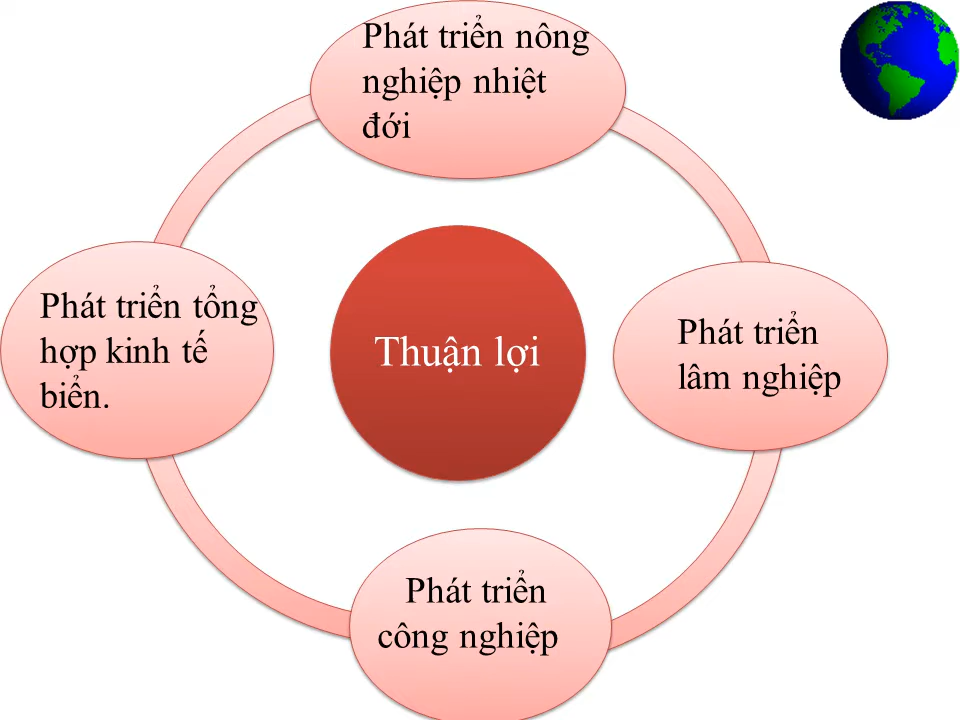 Phát triển nông
nghiệp nhiệt
đới
Phát triển tổng
hợp kinh tế
biển.
Thuận lợi
Phát triển
lâm nghiệp
Phát triển
công nghiệp